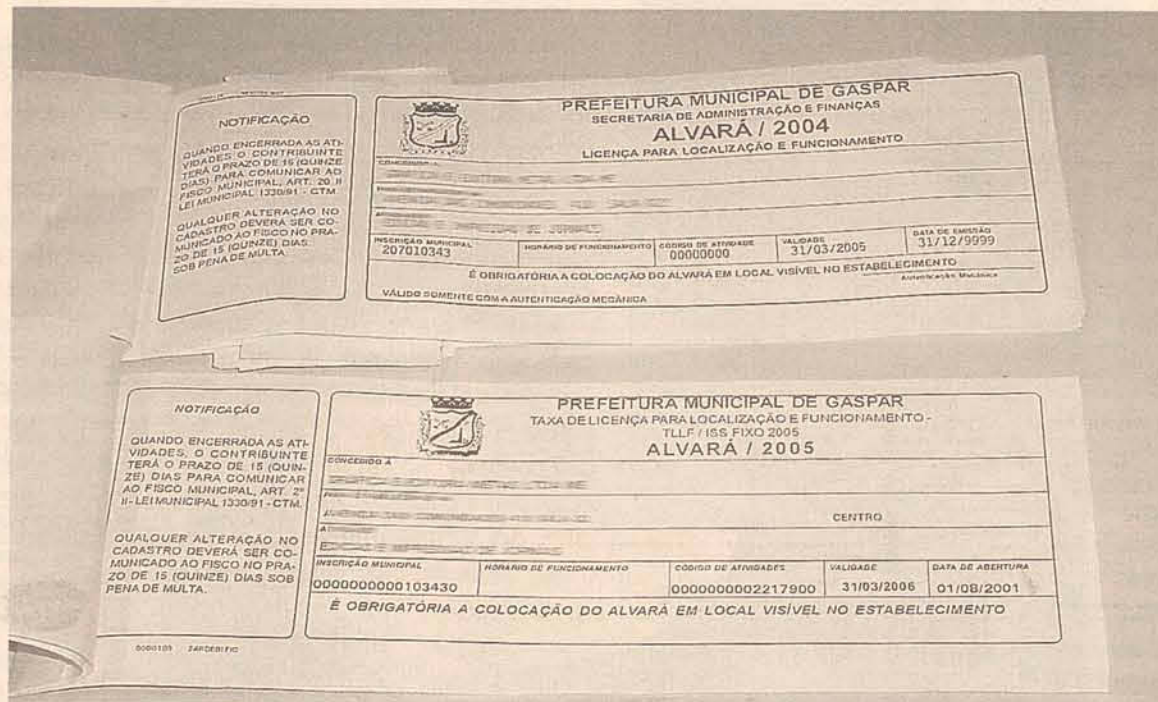 NOTIFICAÇÃO
QUANDO ENCERRADA AS ATI-
VIDADES O CONTRIBUINTE
TERÁ O PRAZO DE 15 (QUINZE
DIAS) PARA COMUNICAR AO
FISCO MUNICIPAL, ART. 20 II
LEI MUNICIPAL 1330/91 - CTM.
QUALQUER ALTERAÇÃO NO
CADASTRO DEVERÁ SER CO-
MUNICADO AO FISCO NO PRA-
ZO DE 15 (QUINZE) DIAS.
SOB PENA DE MULTA.
PREFEITURA MUNICIPAL DE GASPAR
SECRETARIA DE ADMINISTRAÇÃO E FINANÇAS
ALVARÁ / 2004
LICENÇA PARA LOCALIZAÇÃO E FUNCIONAMENTO
CONCEDIDO A
INSCRIÇÃO MUNICIPAL HORÁRIO DE FUNCIONAMENTO CÓDIGO DE ATIVIDADE VALIDADE DATA DE EMISSÃO
207010343 00000000 31/03/2005 31/12/9999
É OBRIGATÓRIA A COLOCAÇÃO DO ALVARÁ EM LOCAL VISÍVEL NO ESTABELECIMENTO
Autenticação Mecânica
VÁLIDO SOMENTE COM A AUTENTICAÇÃO MECÂNICA
NOTIFICAÇÃO
QUANDO ENCERRADA AS ATI-
VIDADES, O CONTRIBUINTE
TERÁ O PRAZO DE 15 (QUIN-
ZE) DIAS PARA COMUNICAR
AO FISCO MUNICIPAL, ART. 2º
II - LEI MUNICIPAL 1330/91 - CTM.
QUALQUER ALTERAÇÃO NO
CADASTRO DEVERÁ SER CO-
MUNICADO AO FISCO NO PRA-
ZO DE 15 (QUINZE) DIAS SOB
PENA DE MULTA.
PREFEITURA MUNICIPAL DE GASPAR
TAXA DE LICENÇA PARA LOCALIZAÇÃO E FUNCIONAMENTO -
TLLF / ISS FIXO 2005
ALVARÁ / 2005
CONCEDIDO À
CENTRO
INSCRIÇÃO MUNICIPAL HORÁRIO DE FUNCIONAMENTO CÓDIGO DE ATIVIDADES VALIDADE DATA DE ABERTURA
0000000000103430 0000000002217900 31/03/2006 01/08/2001
É OBRIGATÓRIA A COLOCAÇÃO DO ALVARÁ EM LOCAL VISÍVEL NO ESTABELECIMENTO